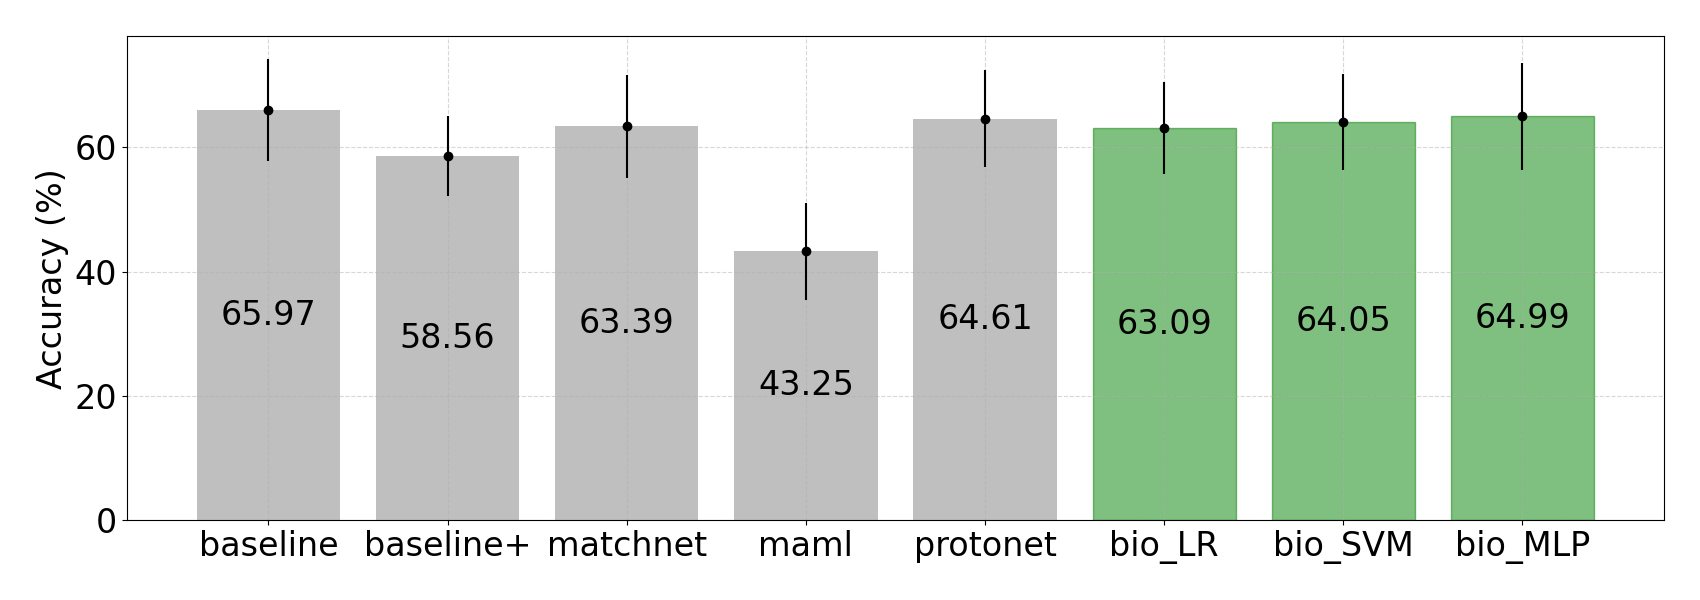 Accuracy (%)
60
40
20
0
65.97
58.56
63.39
43.25
64.61
63.09
64.05
64.99
baseline
baseline+
matchnet
maml
protonet
bio_LR
bio_SVM
bio_MLP